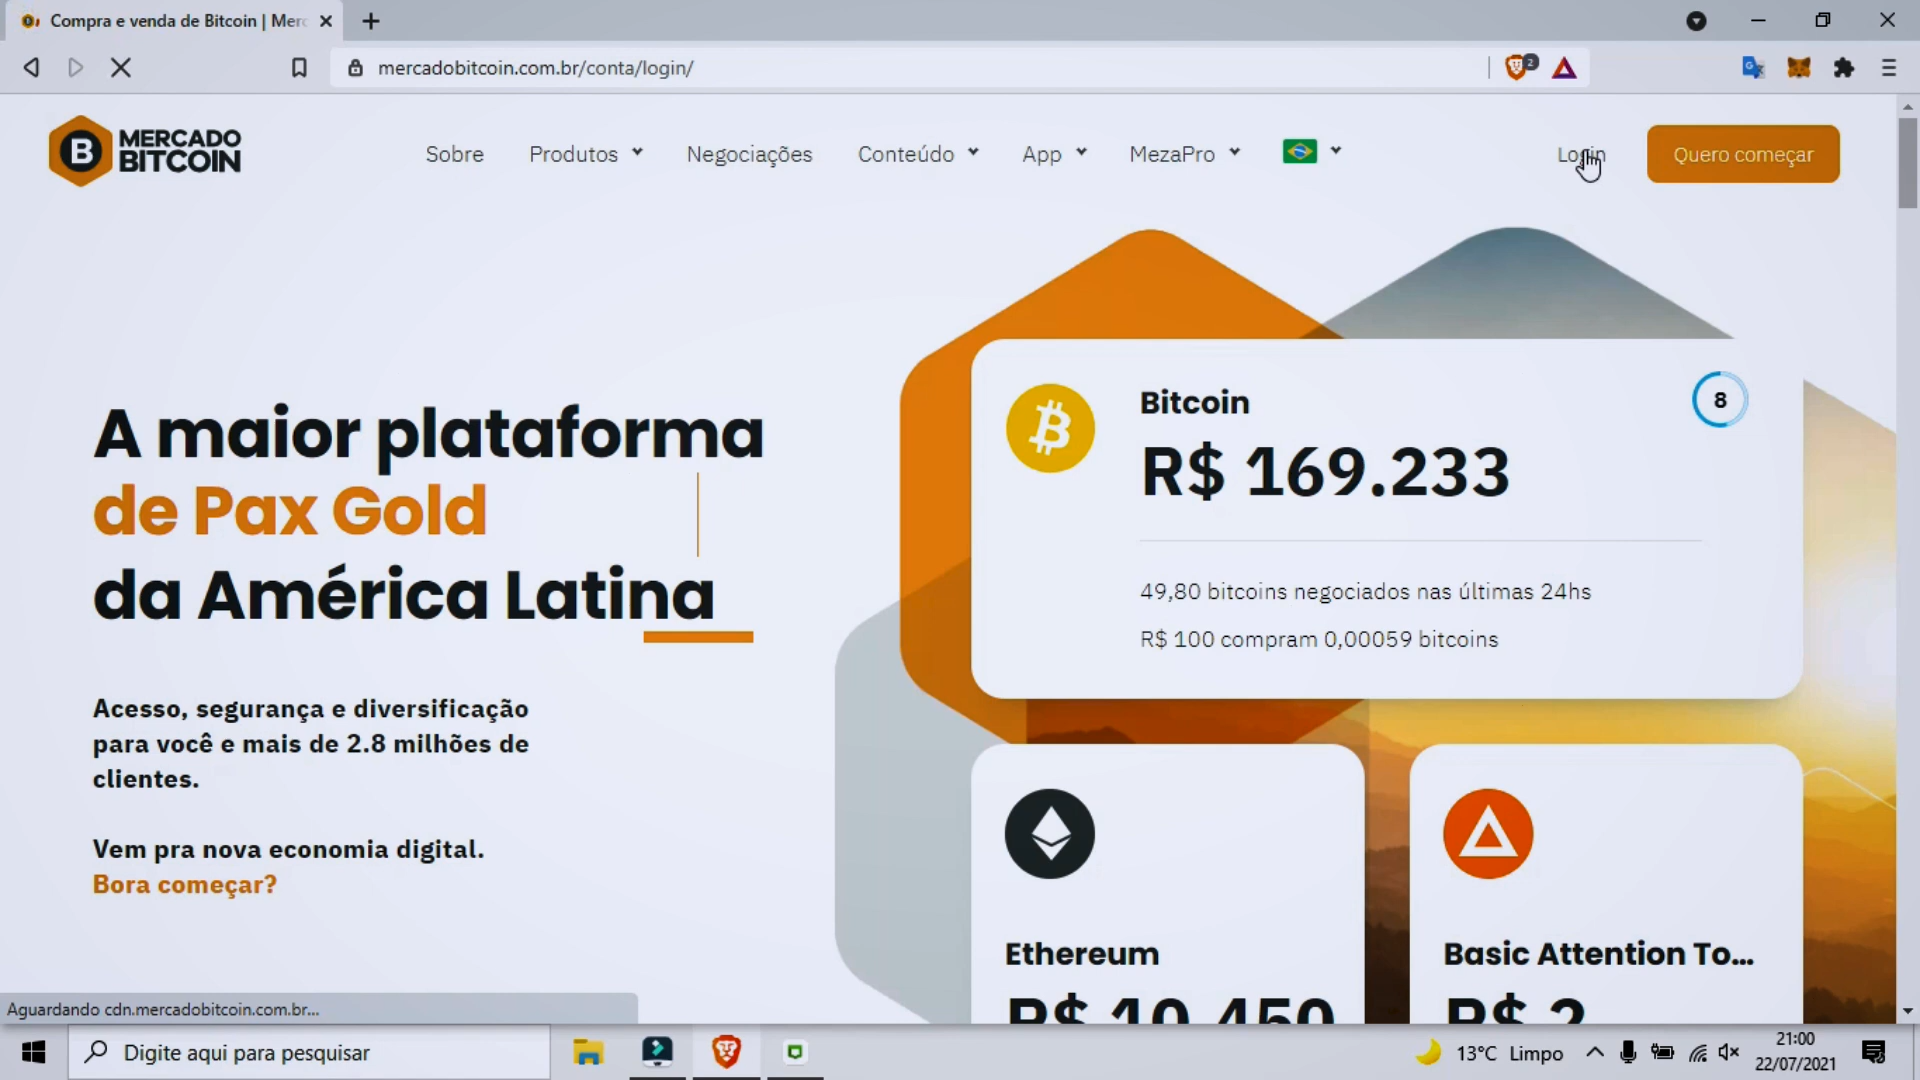 Compra e venda de Bitcoin | Merc
mercadobitcoin.com.br/conta/login/
2
MERCADO
BITCOIN
Sobre
Produtos
Negociações
Conteúdo
App
MezaPro
Login
Quero começar
A maior plataforma
de Pax Gold
da América Latina
Acesso, segurança e diversificação
para você e mais de 2.8 milhões de
clientes.
Vem pra nova economia digital.
Bora começar?
Bitcoin
8
R$ 169.233
49,80 bitcoins negociados nas últimas 24hs
R$ 100 compram 0,00059 bitcoins
Ethereum
R$ 10.450
Basic Attention To...
R$ 2
Aguardando cdn.mercadobitcoin.com.br...
Digite aqui para pesquisar
13°C Limpo
21:00
22/07/2021